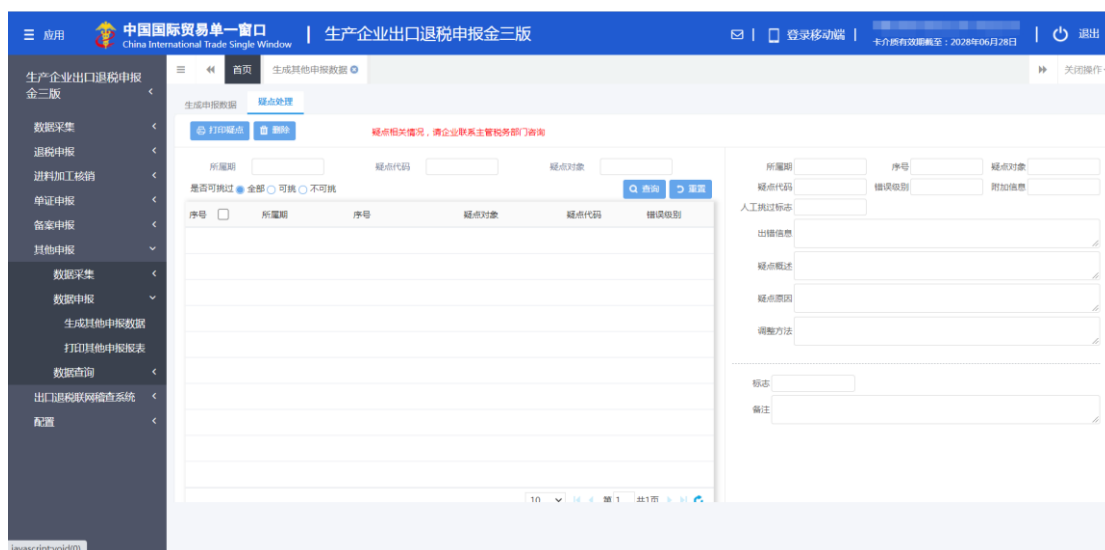 应用 中国国际贸易单一窗口 生产企业出口退税申报金三版 登录移动端 退出
China International Trade Single Window 卡介质有效期截至：2028年06月28日
生产企业出口退税申报金三版
首页 生成其他申报数据 关闭操作
生成申报数据 疑点处理
打印疑点 删除 疑点相关情况，请企业联系主管税务部门咨询
数据采集
退税申报
进料加工核销
单证申报
备案申报
其他申报
数据采集
数据申报
生成其他申报数据
打印其他申报报表
数据查询
出口退税联网稽查系统
配置
所属期 疑点代码 疑点对象
是否可挑过 全部 可挑 不可挑 查询 重置
序号 所属期 序号 疑点对象 疑点代码 错误级别
10 第 1 共1页
所属期 序号 疑点对象
疑点代码 错误级别 附加信息
人工挑过标志
出错信息
疑点概述
疑点原因
调整方法
标志
备注
javascript:void(0)